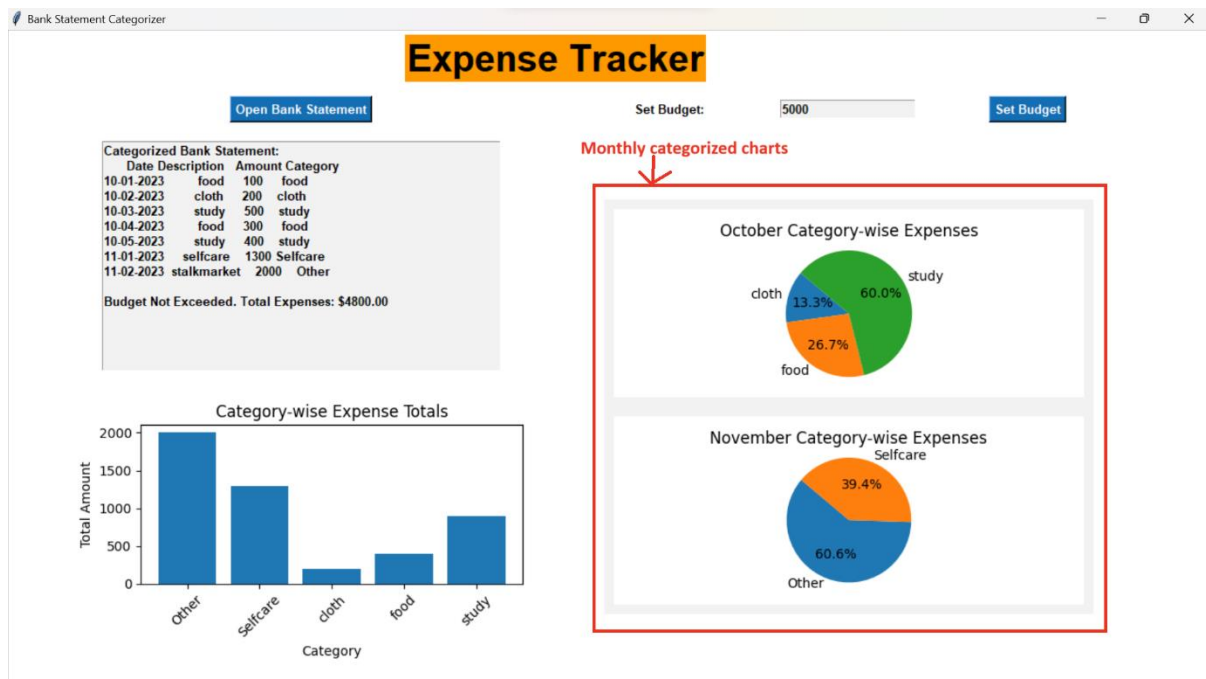 Bank Statement Categorizer
Expense Tracker
Open Bank Statement
Set Budget:
5000
Set Budget
Categorized Bank Statement:
Date Description Amount Category
10-01-2023 food 100 food
10-02-2023 cloth 200 cloth
10-03-2023 study 500 study
10-04-2023 food 300 food
10-05-2023 study 400 study
11-01-2023 selfcare 1300 Selfcare
11-02-2023 stalkmarket 2000 Other
Budget Not Exceeded. Total Expenses: $4800.00
Category-wise Expense Totals
Total Amount
2000
1500
1000
500
0
Other
Selfcare
cloth
food
study
Category
Monthly categorized charts
October Category-wise Expenses
study
cloth
60.0%
13.3%
26.7%
food
November Category-wise Expenses
Selfcare
39.4%
60.6%
Other